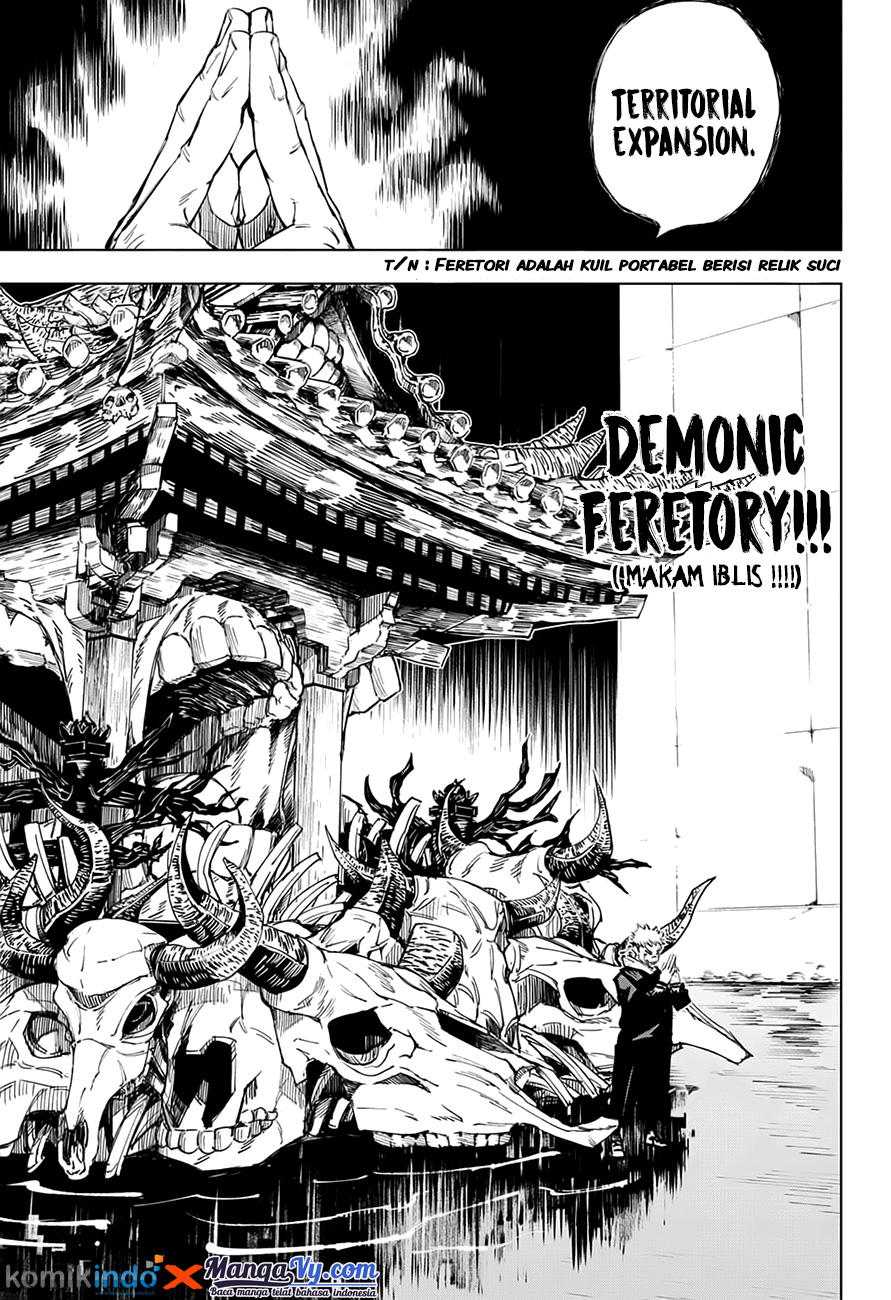 TERRITORIAL
EXPANSION.
T/N : FERETORI ADALAH KUIL PORTABEL BERISI RELIK SUCI
DEMONIC
FERETORY!!!
(!!MAKAM IBLIS !!!!)
komikindo
MangaVy.com
Baca manga telat bahasa indonesia